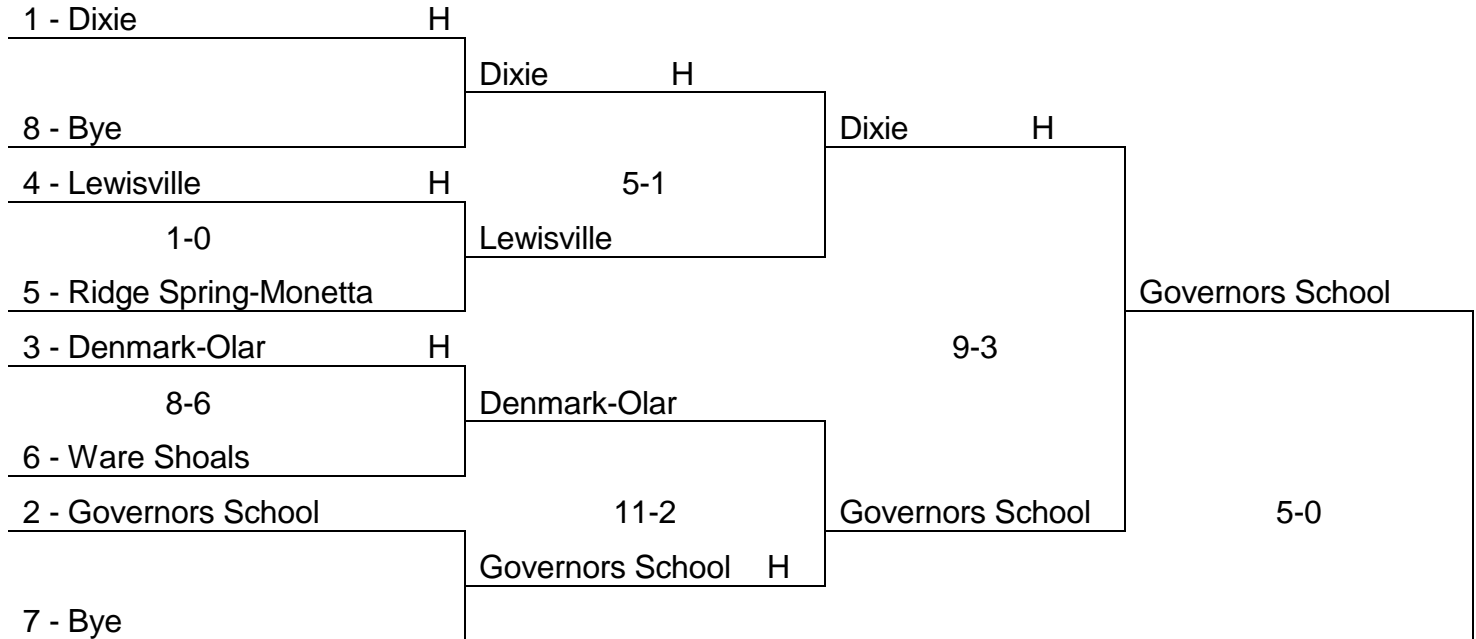 1 - Dixie H
Dixie H
8 - Bye
Dixie H
4 - Lewisville H
5-1
1-0
Lewisville
5 - Ridge Spring-Monetta
Governors School
3 - Denmark-Olar H
9-3
8-6
Denmark-Olar
6 - Ware Shoals
2 - Governors School
11-2
Governors School
5-0
Governors School H
7 - Bye